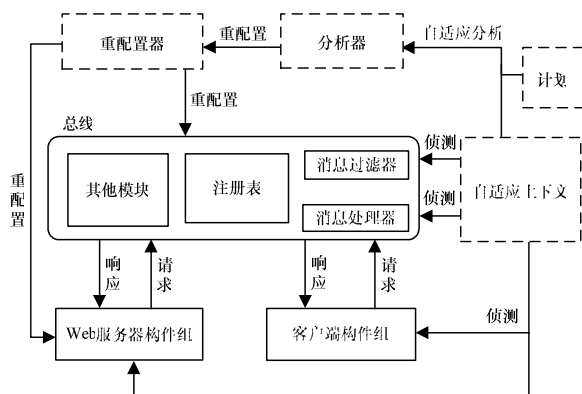 重配置器
重配置
分析器
自适应分析
计划
重配置
总线
其他模块
注册表
消息过滤器
消息处理器
侦测
侦测
自适应上下文
重配置
响应
请求
响应
请求
Web服务器构件组
客户端构件组
侦测